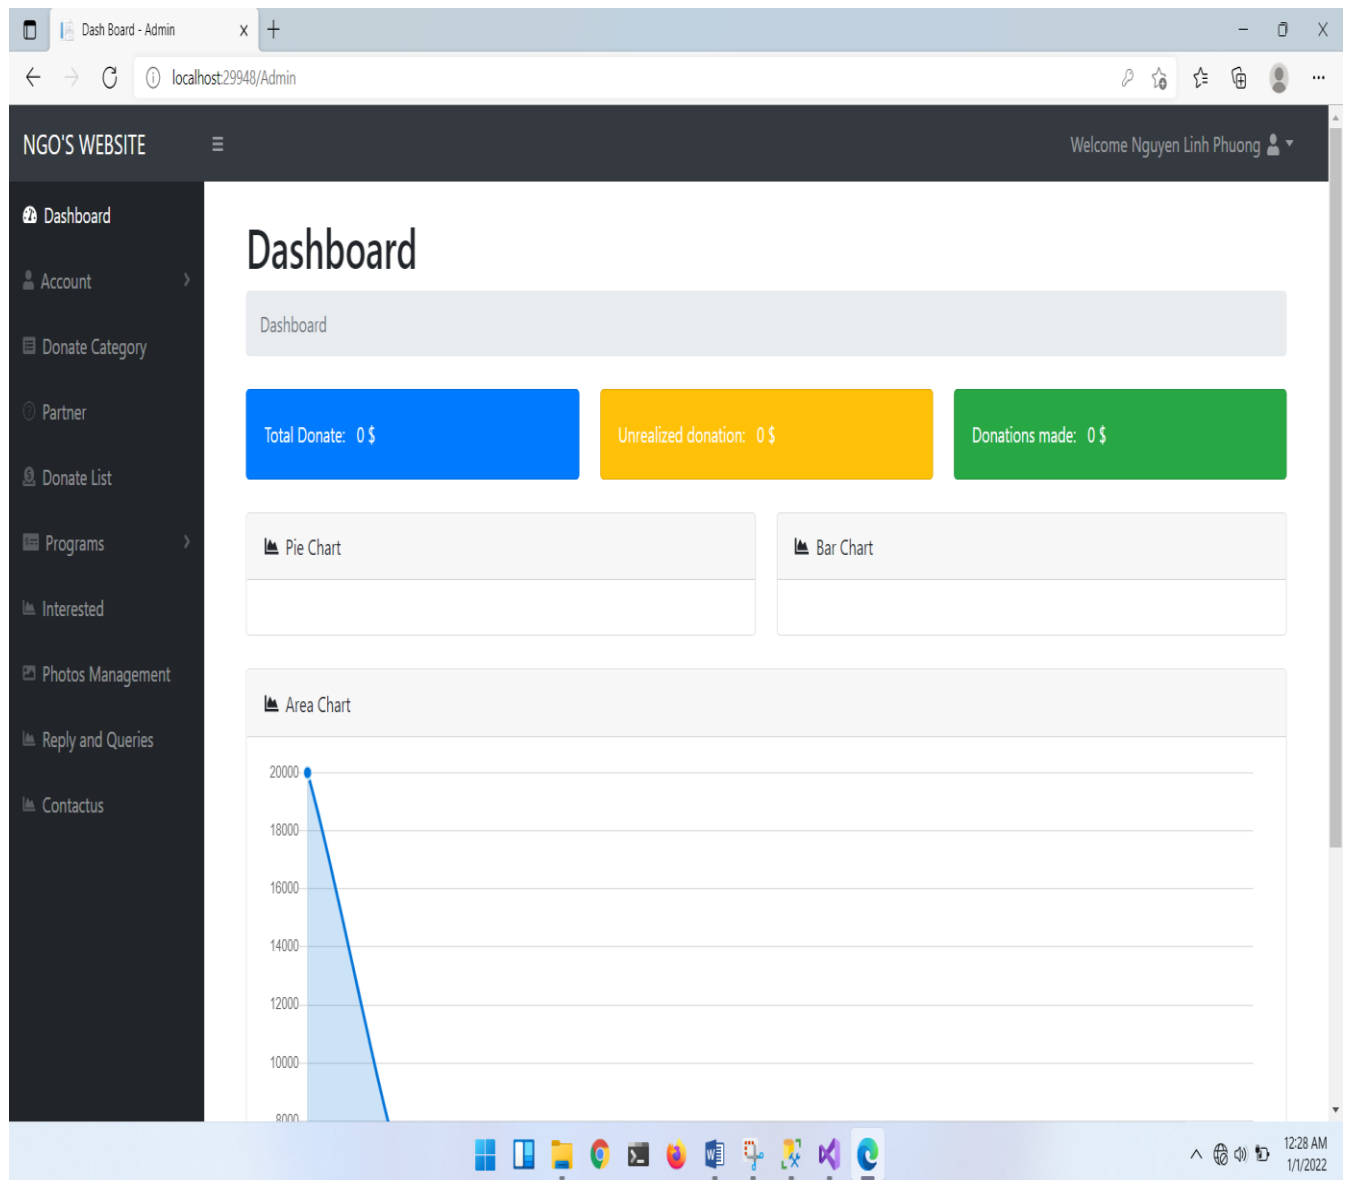 Dash Board - Admin
localhost:29948/Admin
NGO'S WEBSITE
Welcome Nguyen Linh Phuong
Dashboard
Account
Donate Category
Partner
Donate List
Programs
Interested
Photos Management
Reply and Queries
Contactus
Dashboard
Dashboard
Total Donate: 0 $
Unrealized donation: 0 $
Donations made: 0 $
Pie Chart
Bar Chart
Area Chart
20000
18000
16000
14000
12000
10000
8000
12:28 AM
1/1/2022